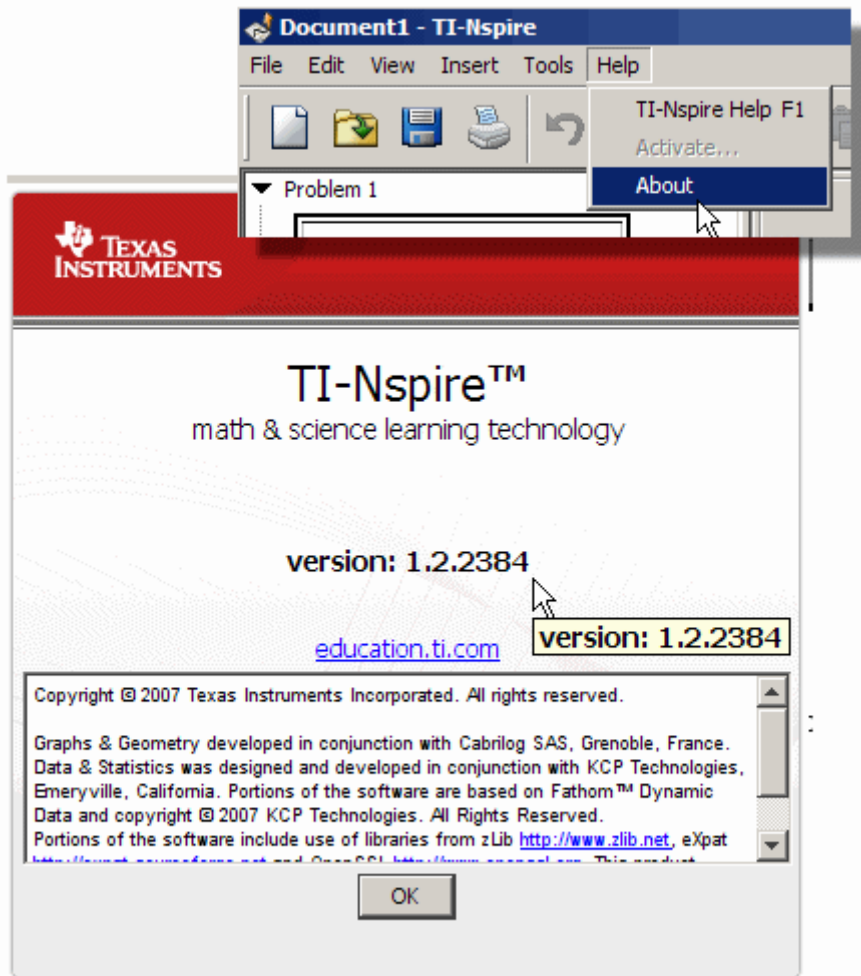 Document1 - TI-Nspire
File Edit View Insert Tools Help
TI-Nspire Help F1
Activate...
About
Problem 1
TEXAS
INSTRUMENTS
TI-Nspire™
math & science learning technology
version: 1.2.2384
version: 1.2.2384
education.ti.com
Copyright © 2007 Texas Instruments Incorporated. All rights reserved.
Graphs & Geometry developed in conjunction with Cabrilog SAS, Grenoble, France.
Data & Statistics was designed and developed in conjunction with KCP Technologies,
Emeryville, California. Portions of the software are based on Fathom™ Dynamic
Data and copyright © 2007 KCP Technologies. All Rights Reserved.
Portions of the software include use of libraries from zLib http://www.zlib.net, eXpat
OK